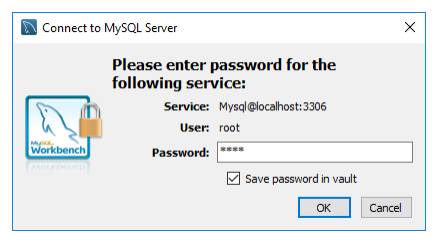 Connect to MySQL Server
Please enter password for the
following service:
Service: Mysql@localhost:3306
User: root
Password: ****
MySQL
Workbench
Save password in vault
OK Cancel